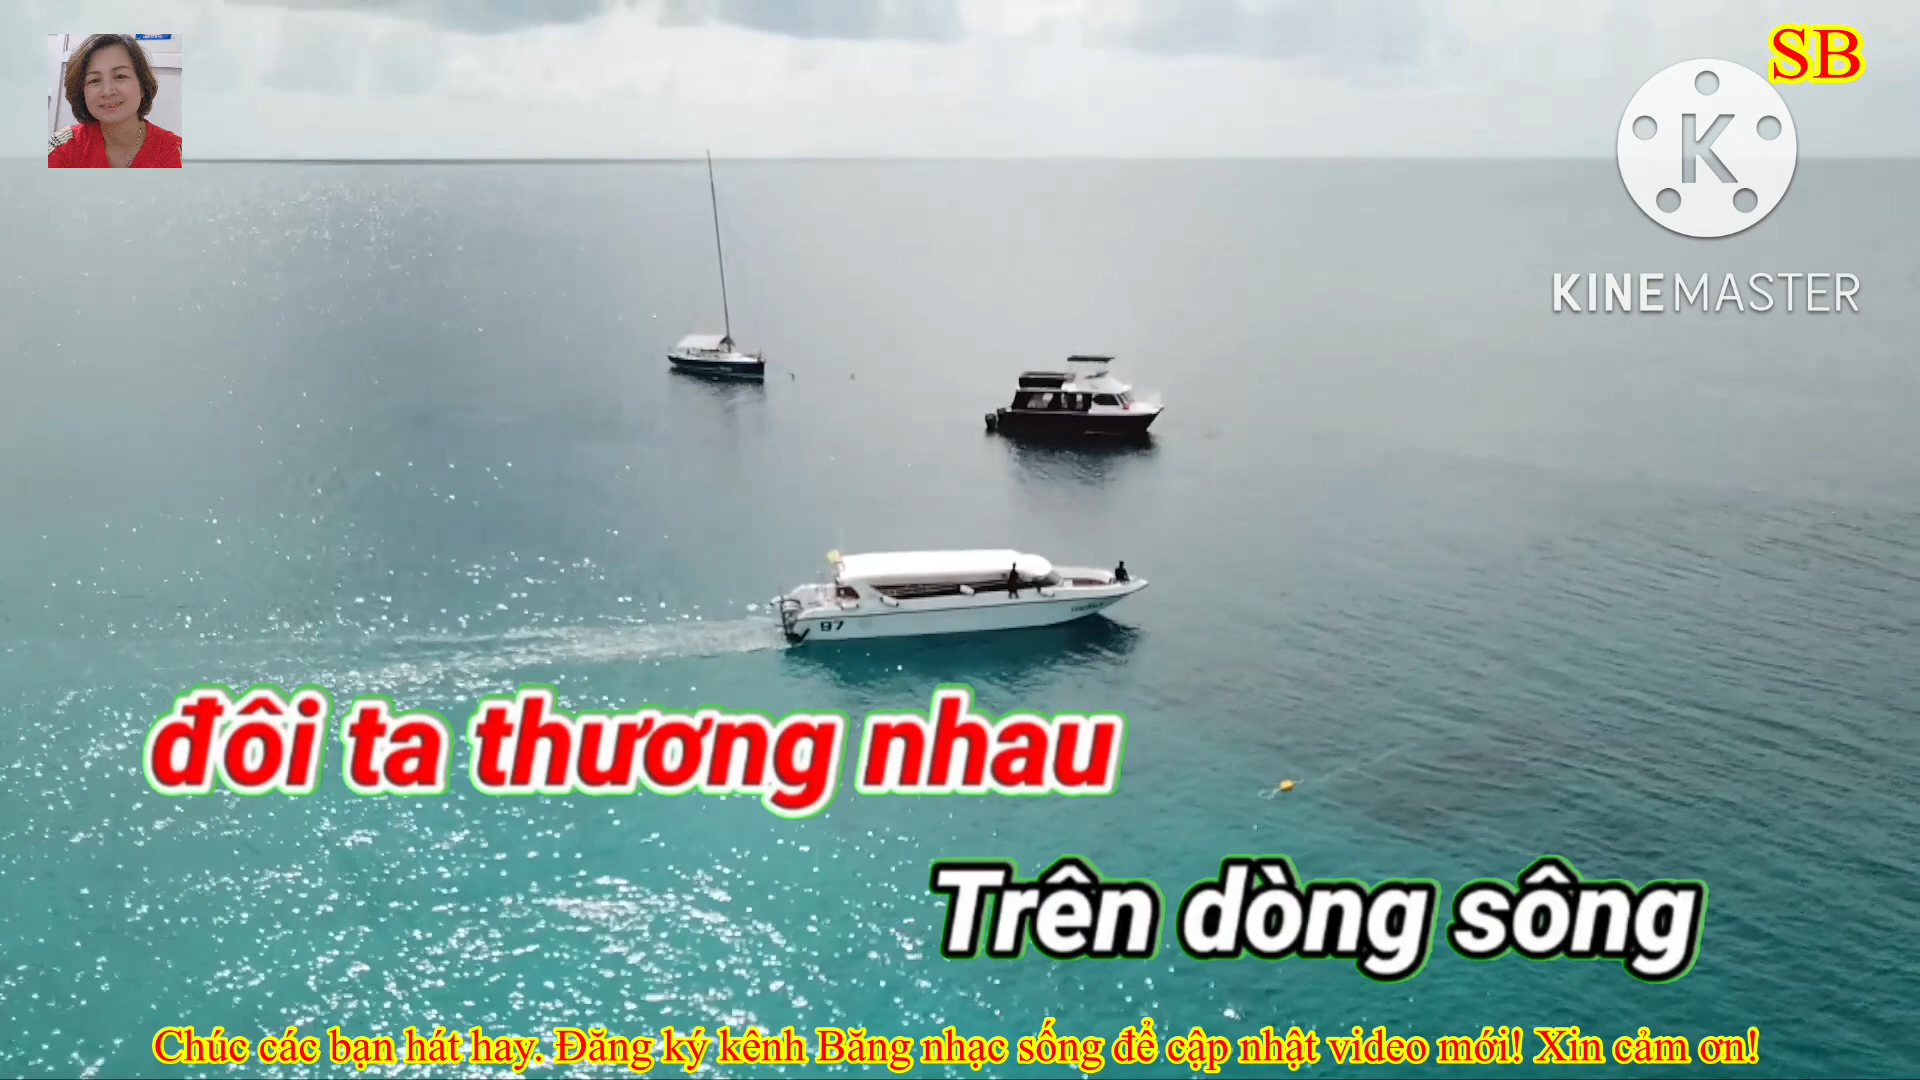 SB
K
KINEMASTER
97
đôi ta thương nhau
Trên dòng sông
Chúc các bạn hát hay. Đăng ký kênh Băng nhạc sống để cập nhật video mới! Xin cảm ơn!